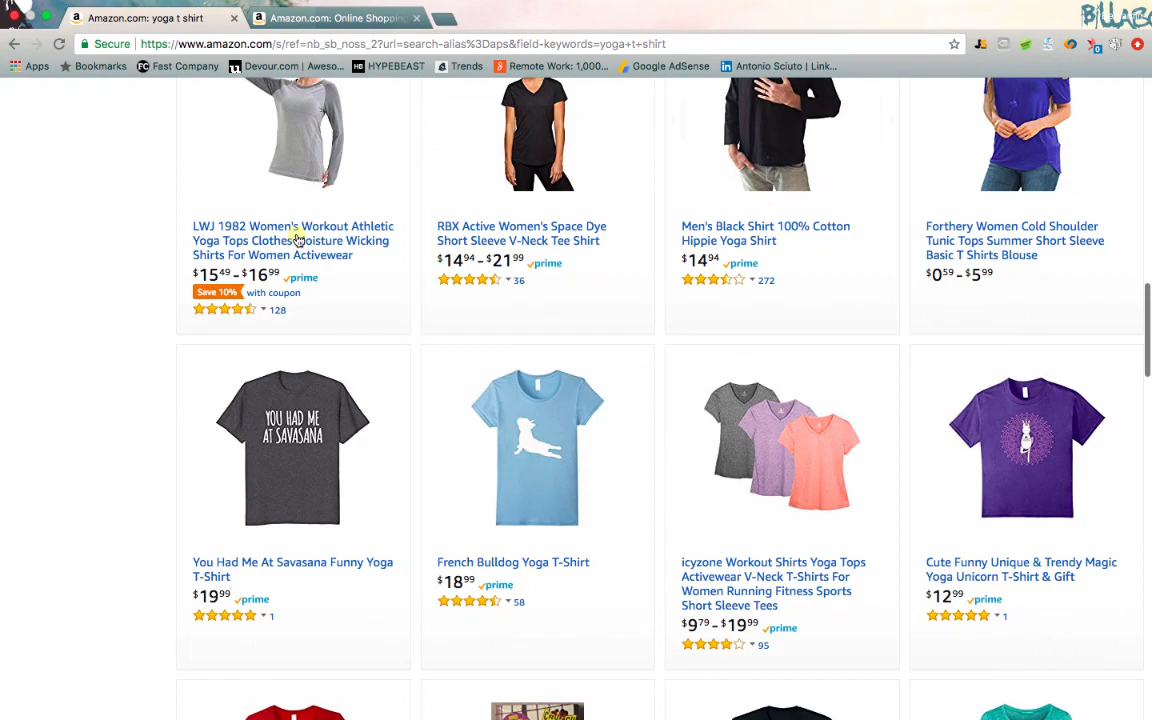 Amazon.com: yoga t shirt
Amazon.com: Online Shopping
Secure https://www.amazon.com/s/ref=nb_sb_noss_2?url=search-alias%3Daps&field-keywords=yoga+t+shirt
Apps Bookmarks Fast Company Devour.com | Aweso... HYPEBEAST Trends Remote Work: 1,000... Google AdSense Antonio Sciuto | Link...
LWJ 1982 Women's Workout Athletic
Yoga Tops Clothes Moisture Wicking
Shirts For Women Activewear
$15 49 - $16 99 prime
Save 10% with coupon
128
RBX Active Women's Space Dye
Short Sleeve V-Neck Tee Shirt
$14 94 - $21 99 prime
36
Men's Black Shirt 100% Cotton
Hippie Yoga Shirt
$14 94 prime
272
Forthery Women Cold Shoulder
Tunic Tops Summer Short Sleeve
Basic T Shirts Blouse
$0 59 - $5 99
YOU HAD ME
AT SAVASANA
You Had Me At Savasana Funny Yoga
T-Shirt
$19 99 prime
1
French Bulldog Yoga T-Shirt
$18 99 prime
58
icyzone Workout Shirts Yoga Tops
Activewear V-Neck T-Shirts For
Women Running Fitness Sports
Short Sleeve Tees
$9 79 - $19 99 prime
95
Cute Funny Unique & Trendy Magic
Yoga Unicorn T-Shirt & Gift
$12 99 prime
1